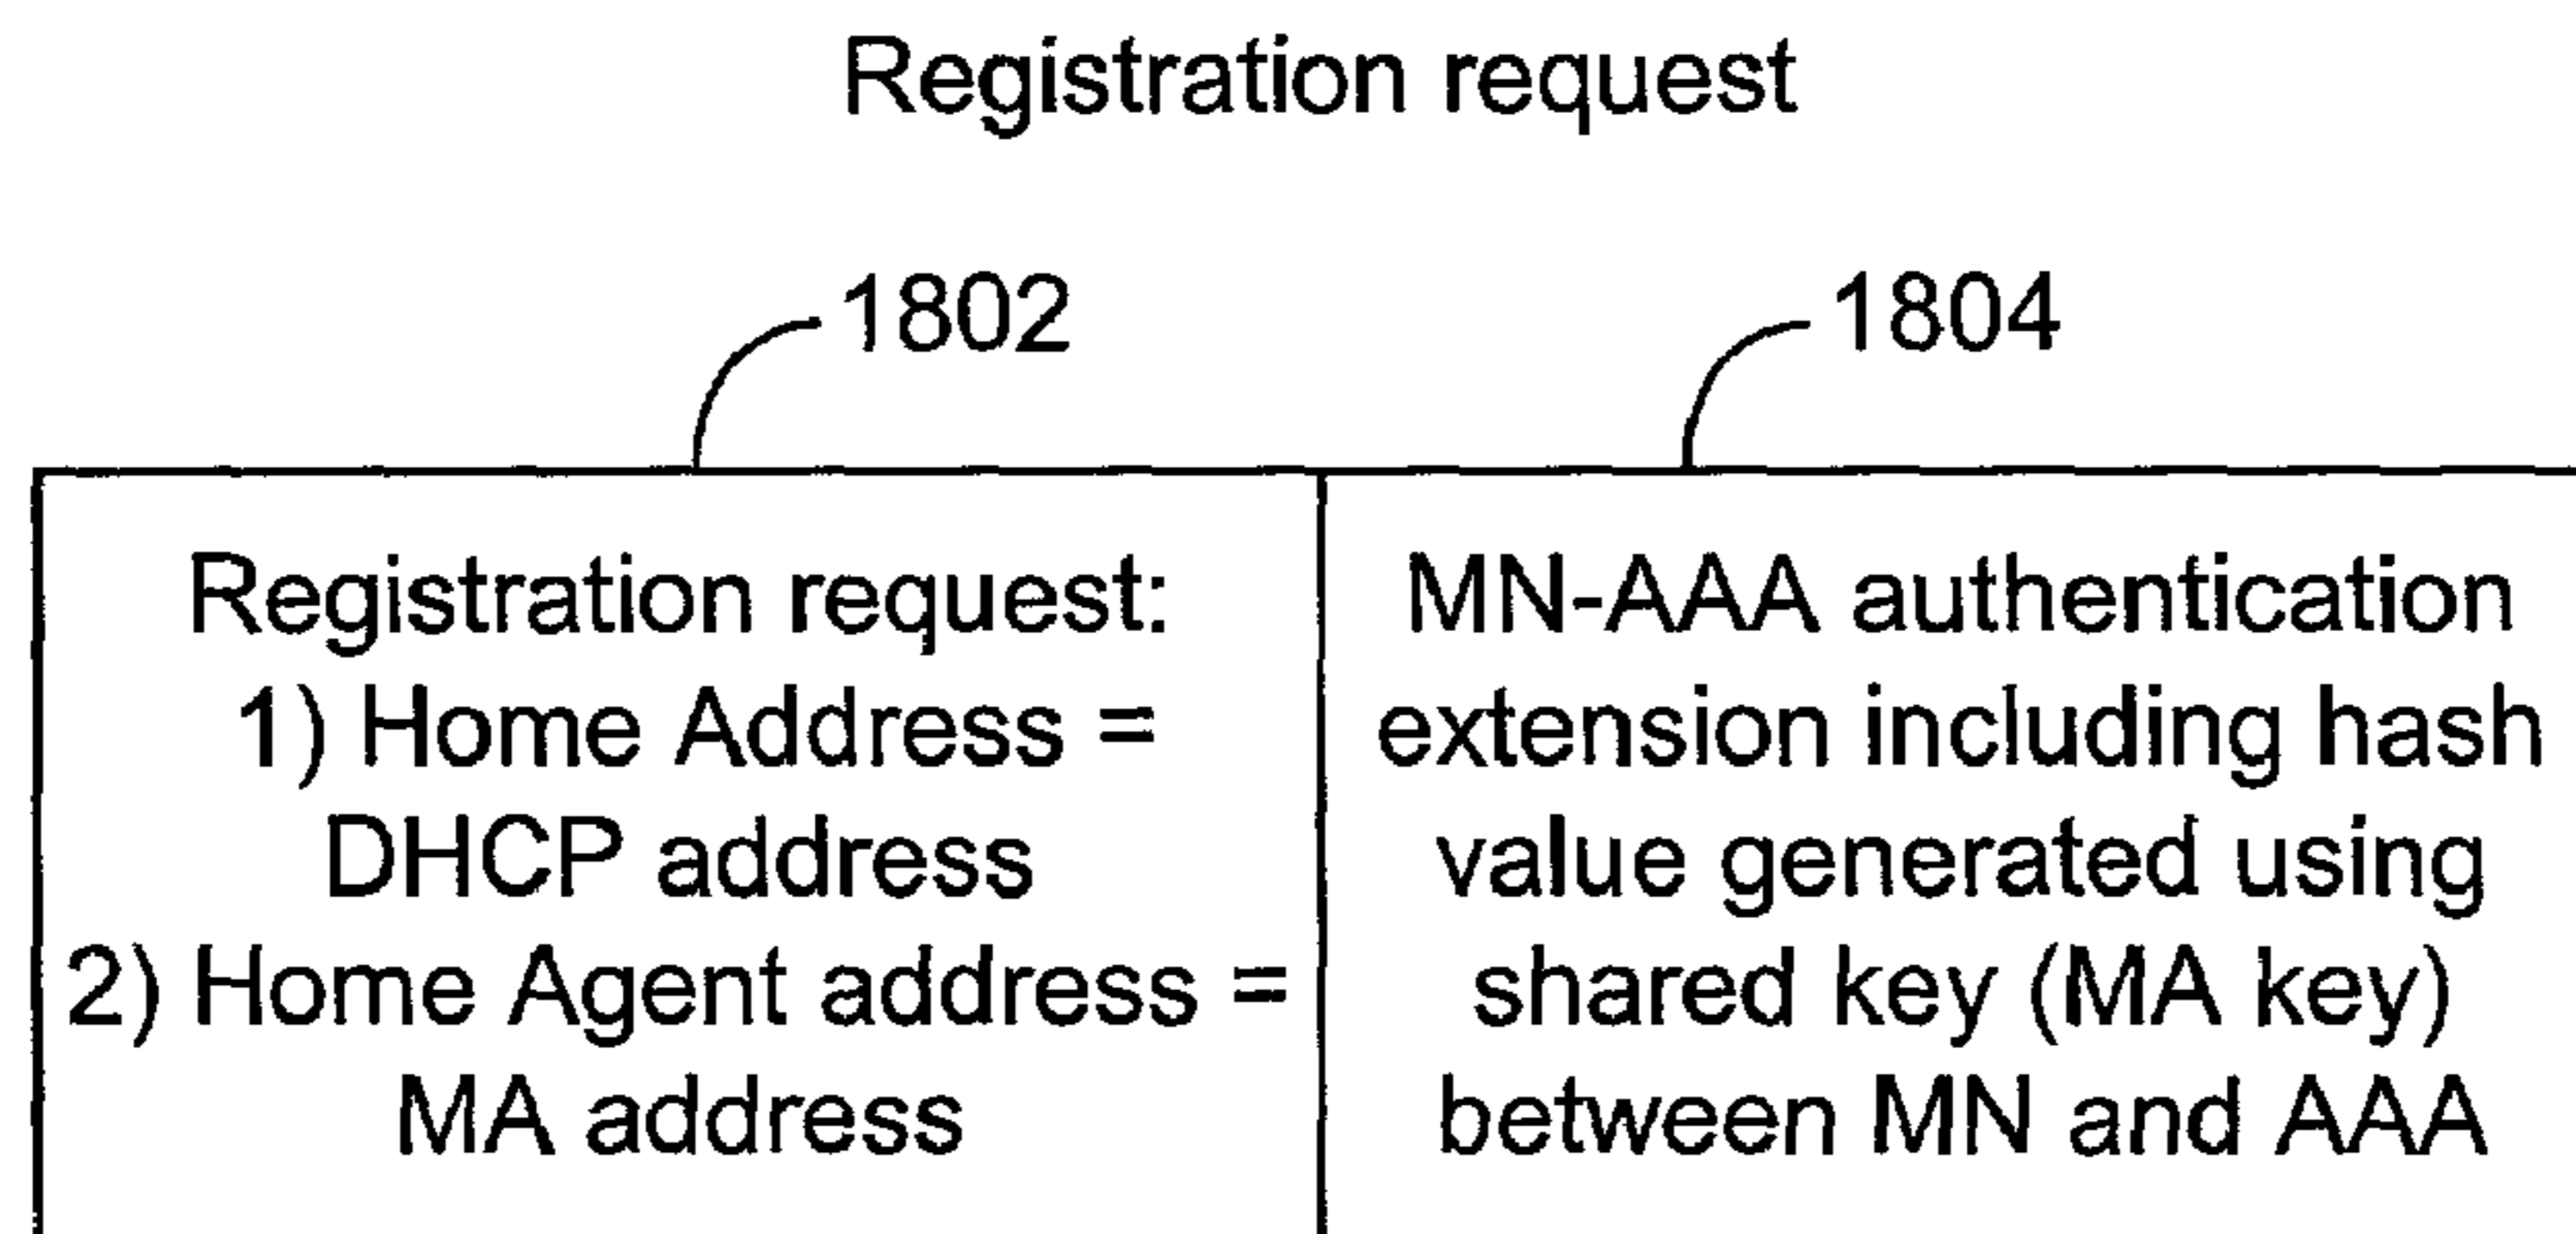 Registration request
1802
1804
Registration request:
1) Home Address =
DHCP address
2) Home Agent address =
MA address
MN-AAA authentication
extension including hash
value generated using
shared key (MA key)
between MN and AAA